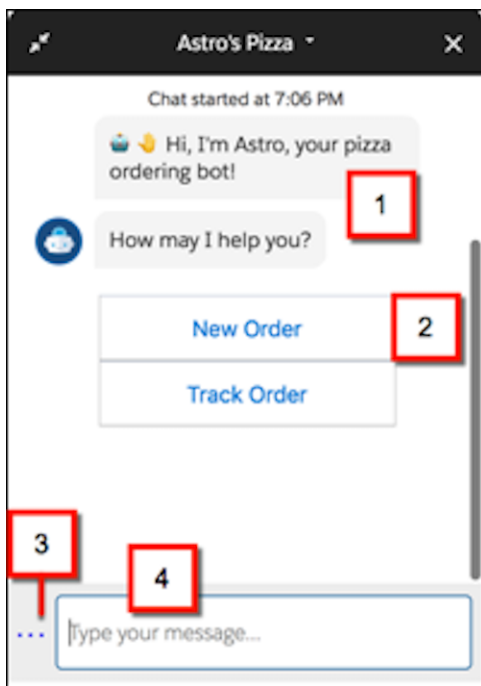 Astro's Pizza
Chat started at 7:06 PM
🤖 🤚 Hi, I'm Astro, your pizza
ordering bot!
1
How may I help you?
New Order
2
Track Order
3
4
... Type your message...